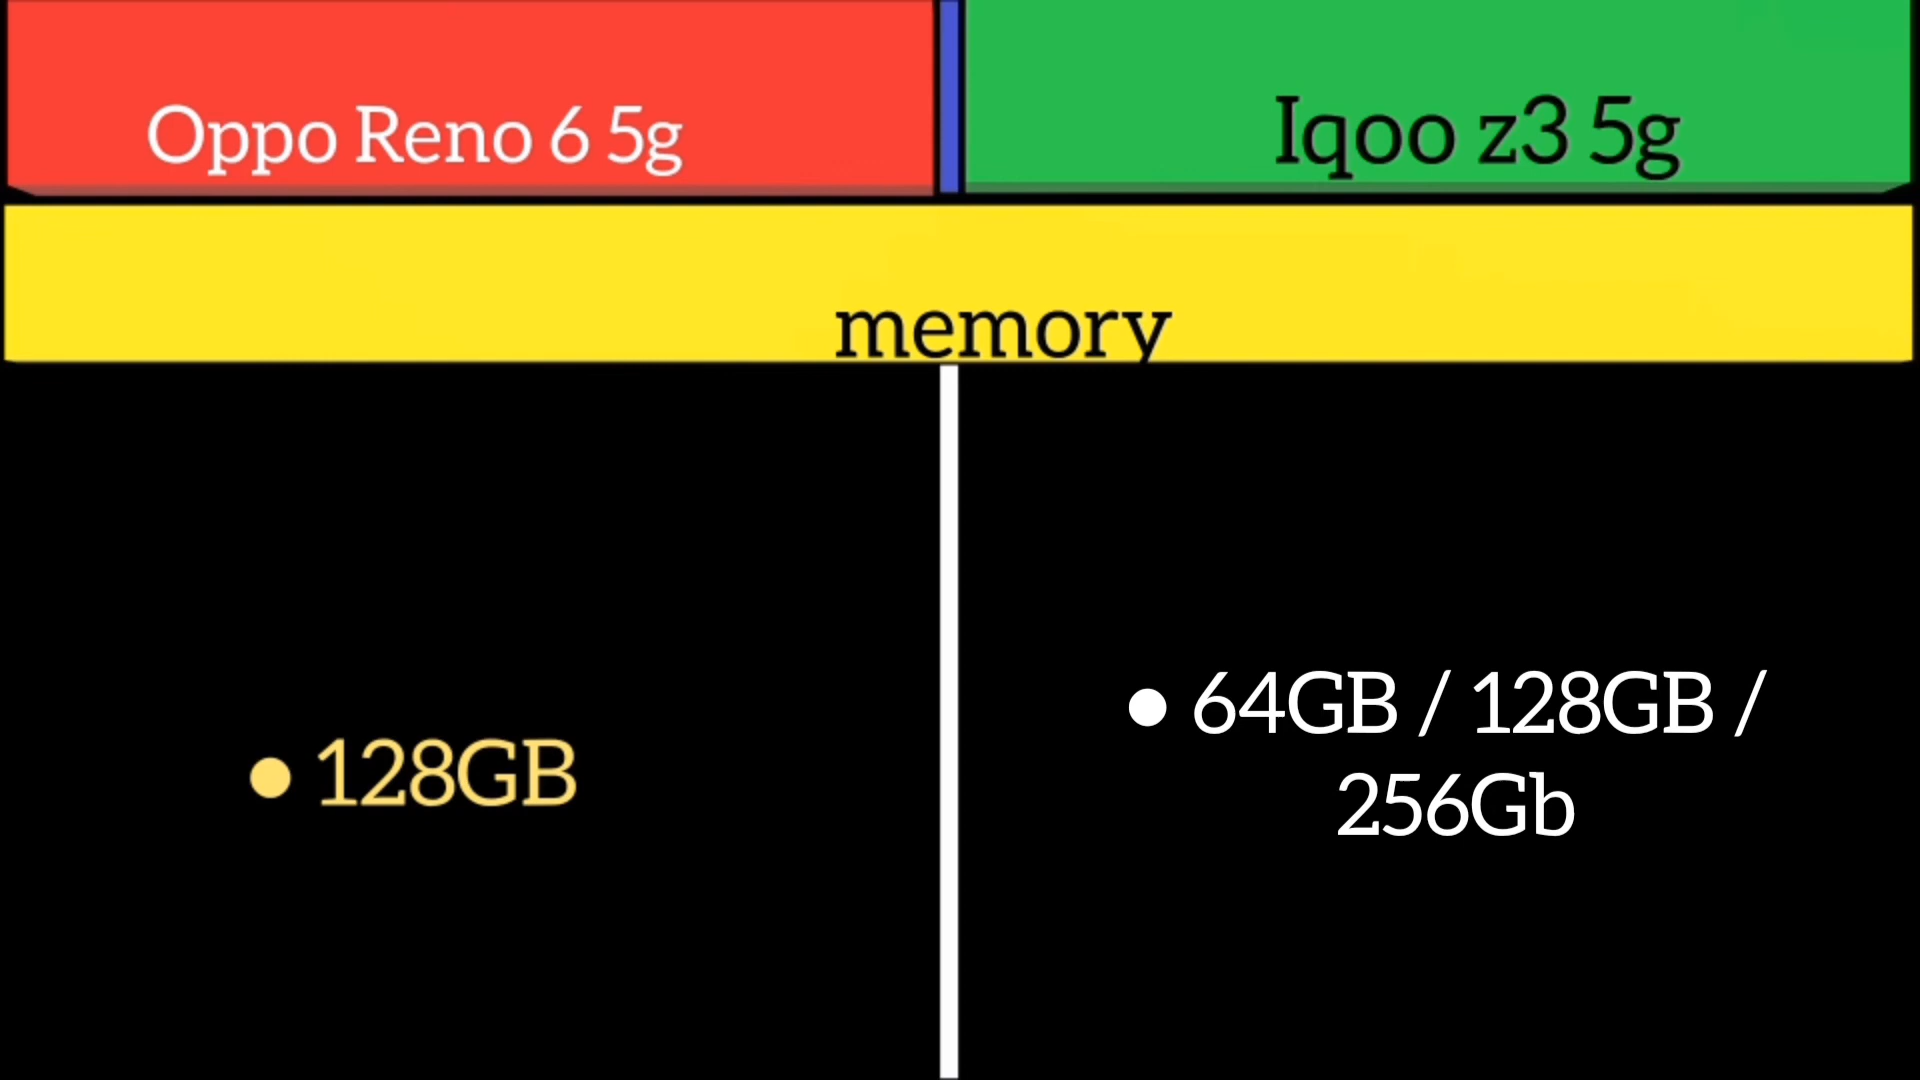 Oppo Reno 6 5g
Iqoo z3 5g
memory
• 128GB
• 64GB / 128GB /
256Gb